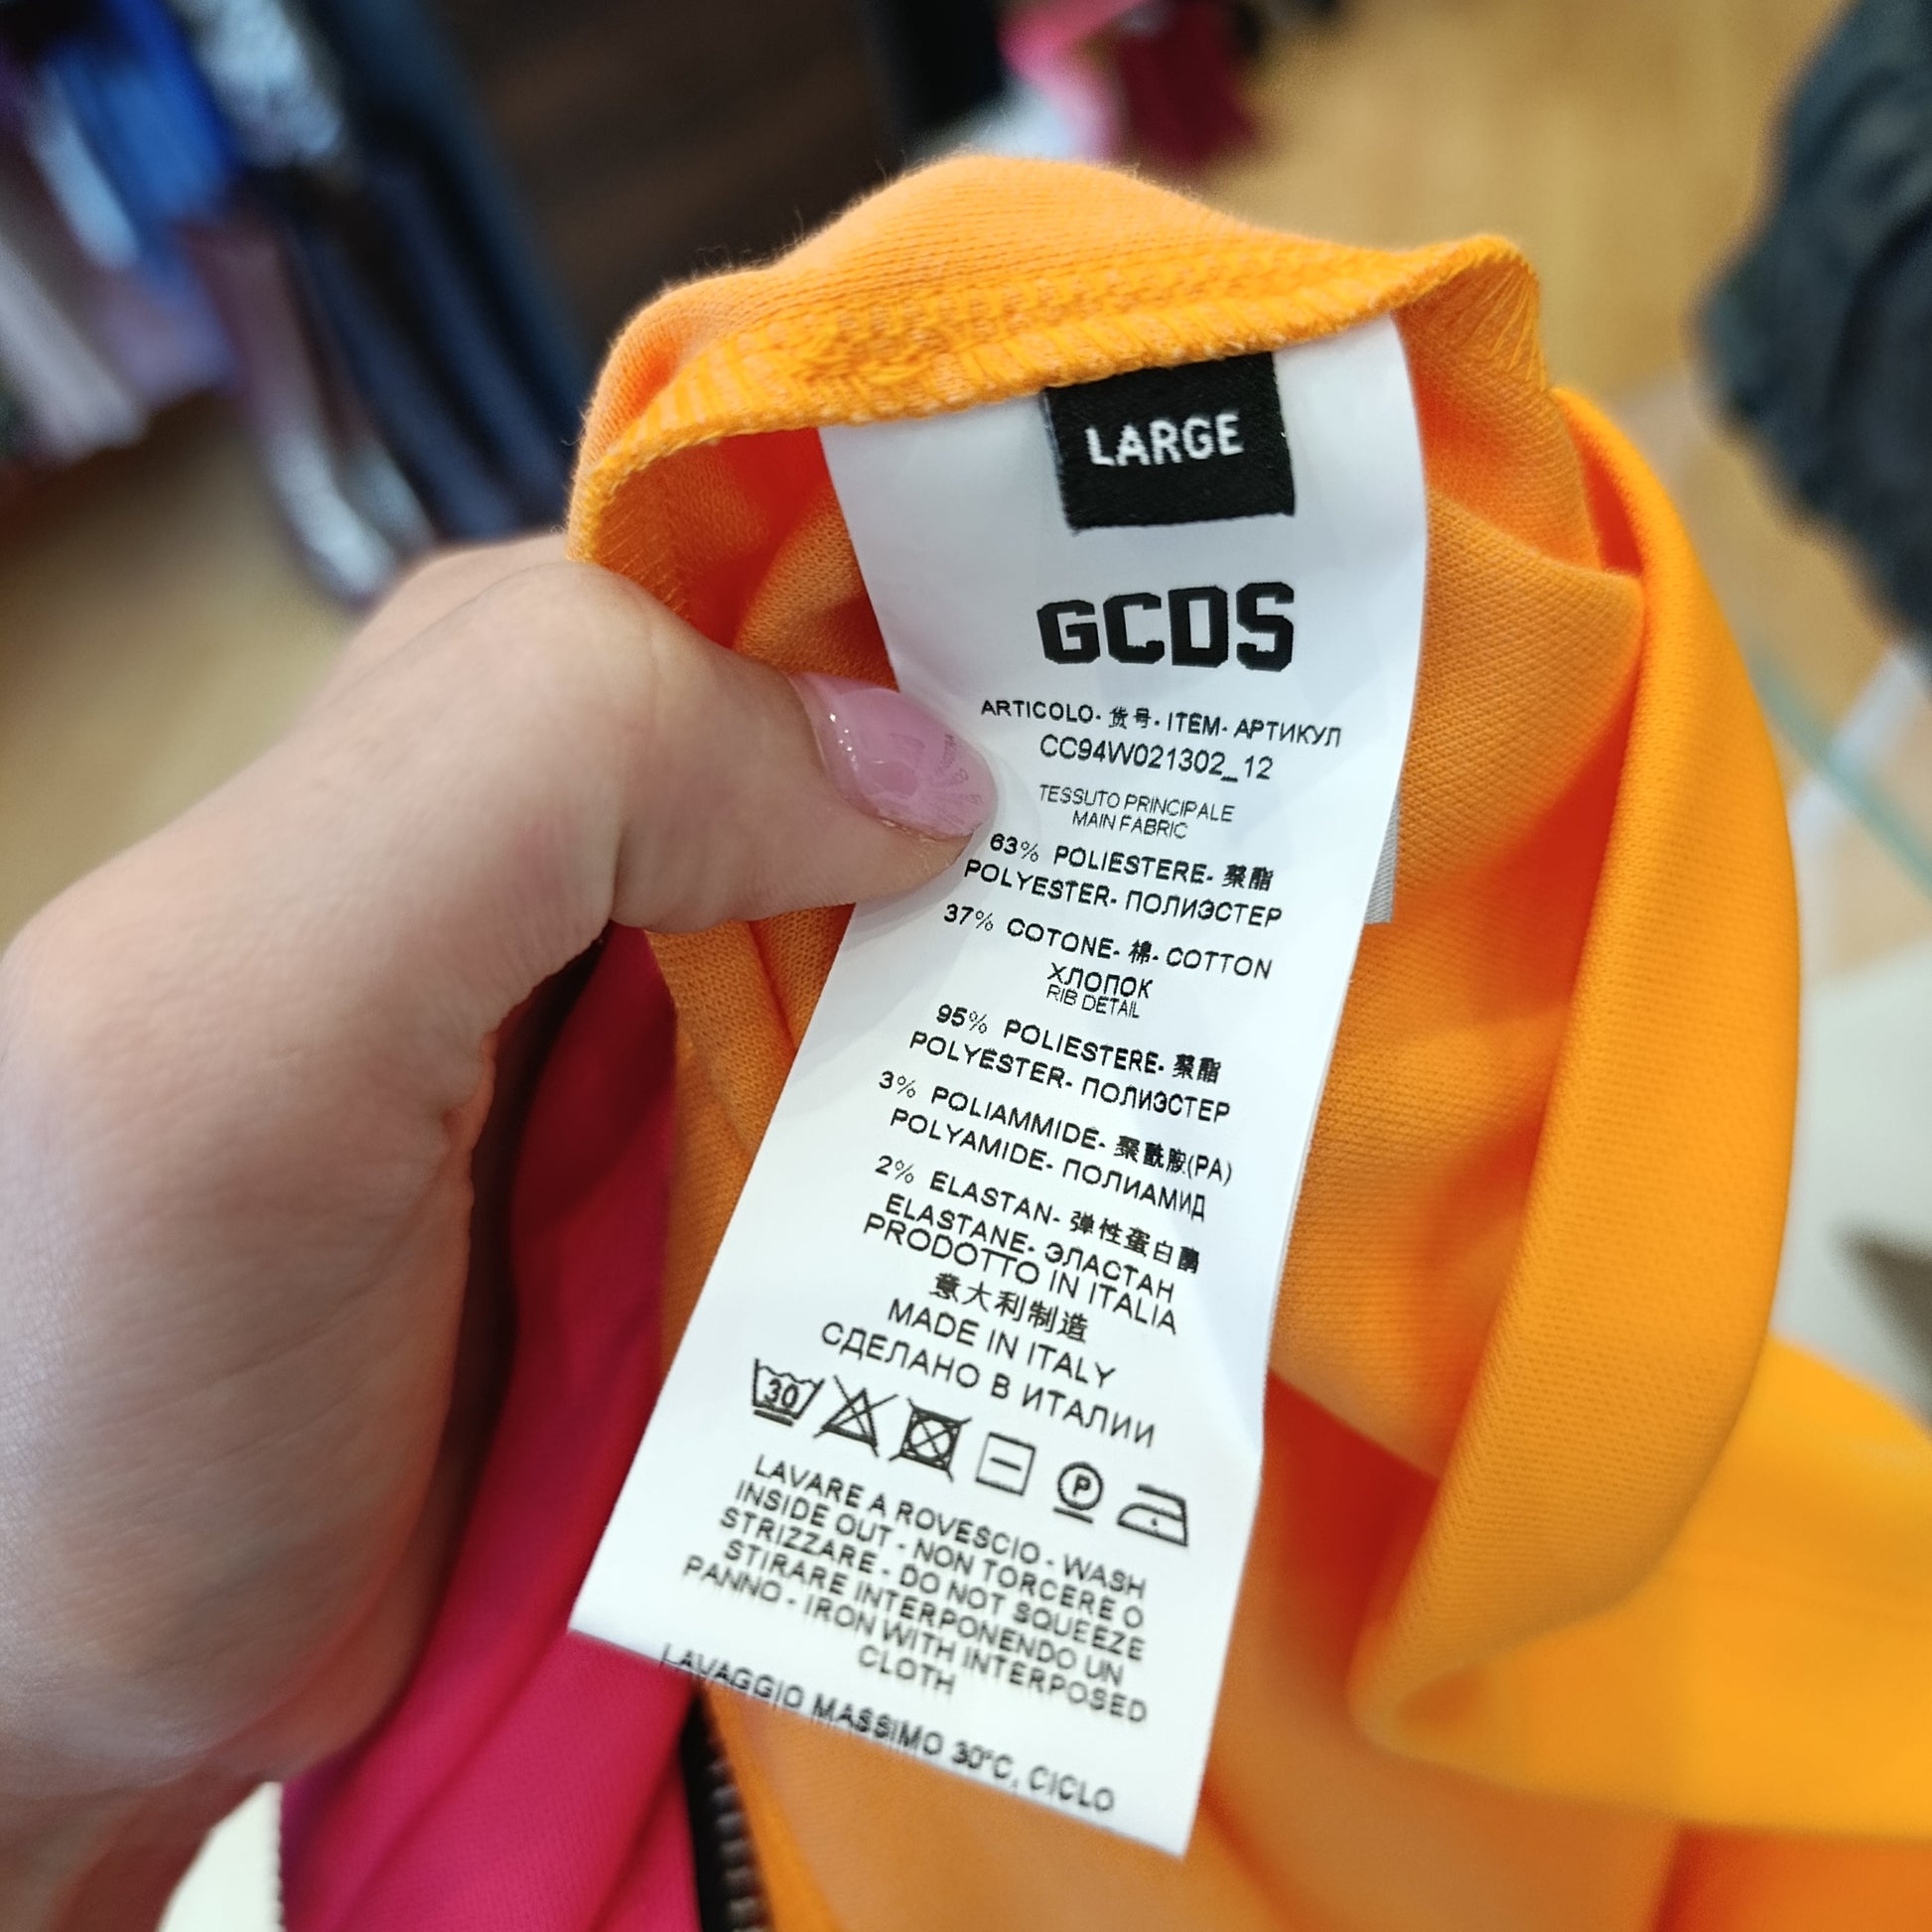 LARGE
GCDS
ARTICOLO- 货号- ITEM- АРТИКУЛ
CC94W021302_12
TESSUTO PRINCIPALE
MAIN FABRIC
63% POLIESTERE- 聚酯
POLYESTER- ПОЛИЭСТЕР
37% COTONE- 棉- COTTON
ХЛОПОК
RIB DETAIL
95% POLIESTERE- 聚酯
POLYESTER- ПОЛИЭСТЕР
3% POLIAMMIDE- 聚酰胺(PA)
POLYAMIDE- ПОЛИАМИД
2% ELASTAN- 弹性蛋白酶
ELASTANE- ЭЛАСТАН
PRODOTTO IN ITALIA
意大利制造
MADE IN ITALY
СДЕЛАНО В ИТАЛИИ
30 P
LAVARE A ROVESCIO - WASH
INSIDE OUT - NON TORCERE O
STRIZZARE - DO NOT SQUEEZE
STIRARE INTERPONENDO UN
PANNO - IRON WITH INTERPOSED
CLOTH
LAVAGGIO MASSIMO 30°C, CICLO